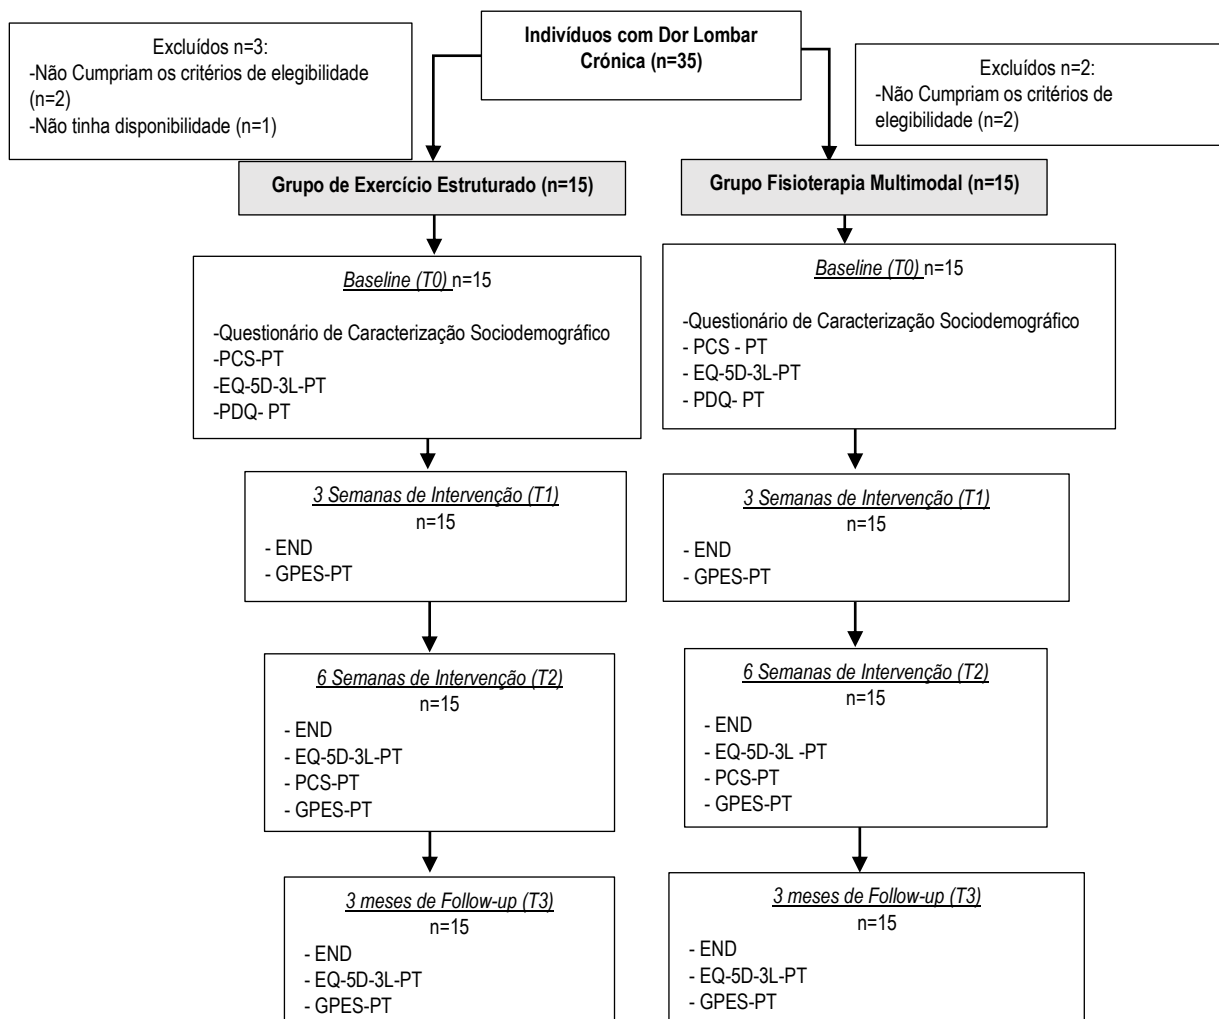 Indivíduos com Dor Lombar
Crónica (n=35)
Excluídos n=3:
-Não Cumpriam os critérios de elegibilidade
(n=2)
-Não tinha disponibilidade (n=1)
Excluídos n=2:
-Não Cumpriam os critérios de
elegibilidade (n=2)
Grupo de Exercício Estruturado (n=15)
Grupo Fisioterapia Multimodal (n=15)
Baseline (T0) n=15
-Questionário de Caracterização Sociodemográfico
-PCS-PT
-EQ-5D-3L-PT
-PDQ- PT
Baseline (T0) n=15
-Questionário de Caracterização Sociodemográfico
- PCS - PT
- EQ-5D-3L-PT
- PDQ- PT
3 Semanas de Intervenção (T1)
n=15
- END
- GPES-PT
3 Semanas de Intervenção (T1)
n=15
- END
- GPES-PT
6 Semanas de Intervenção (T2)
n=15
- END
- EQ-5D-3L-PT
- PCS-PT
- GPES-PT
6 Semanas de Intervenção (T2)
n=15
- END
- EQ-5D-3L -PT
- PCS-PT
- GPES-PT
3 meses de Follow-up (T3)
n=15
- END
- EQ-5D-3L-PT
- GPES-PT
3 meses de Follow-up (T3)
n=15
- END
- EQ-5D-3L-PT
- GPES-PT